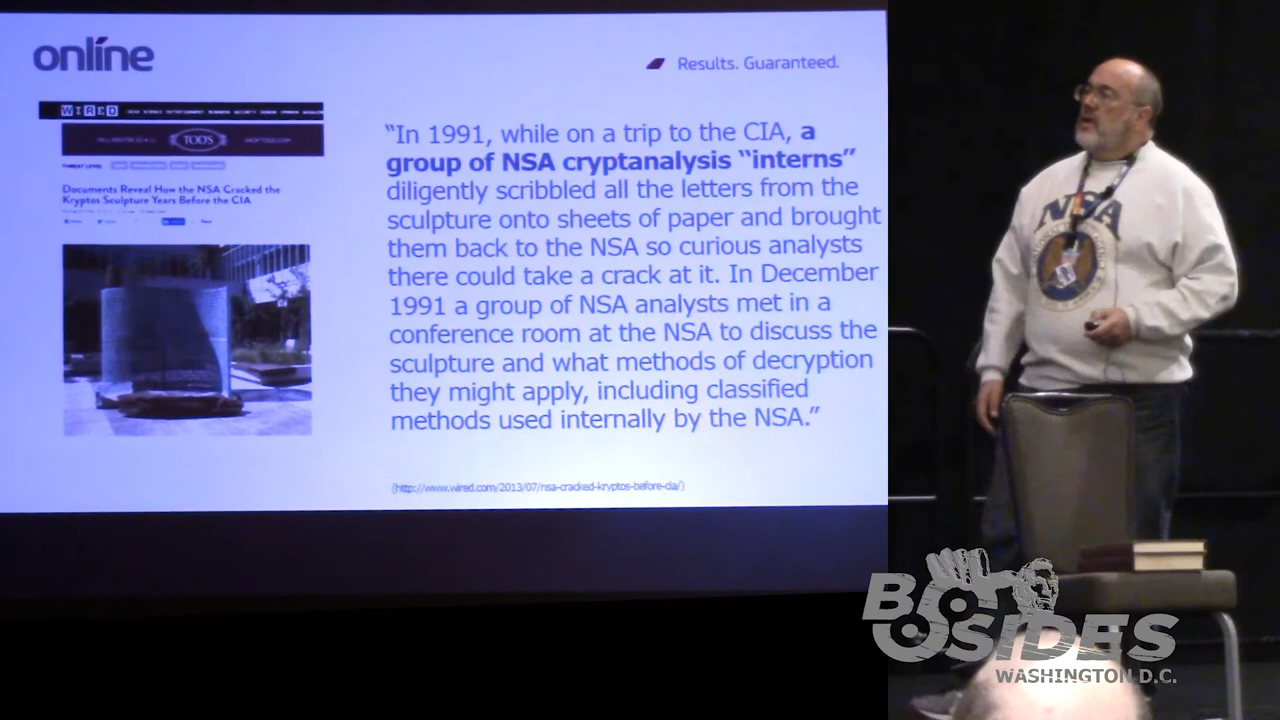 online
Results. Guaranteed.
WIRED
TOD'S
THREAT LEVEL
Documents Reveal How the NSA Cracked the
Kryptos Sculpture Years Before the CIA
“In 1991, while on a trip to the CIA, a
group of NSA cryptanalysis “interns”
diligently scribbled all the letters from the
sculpture onto sheets of paper and brought
them back to the NSA so curious analysts
there could take a crack at it. In December
1991 a group of NSA analysts met in a
conference room at the NSA to discuss the
sculpture and what methods of decryption
they might apply, including classified
methods used internally by the NSA.”
(http://www.wired.com/2013/07/nsa-cracked-kryptos-before-cia/)
NSA
BSIDES
WASHINGTON D.C.